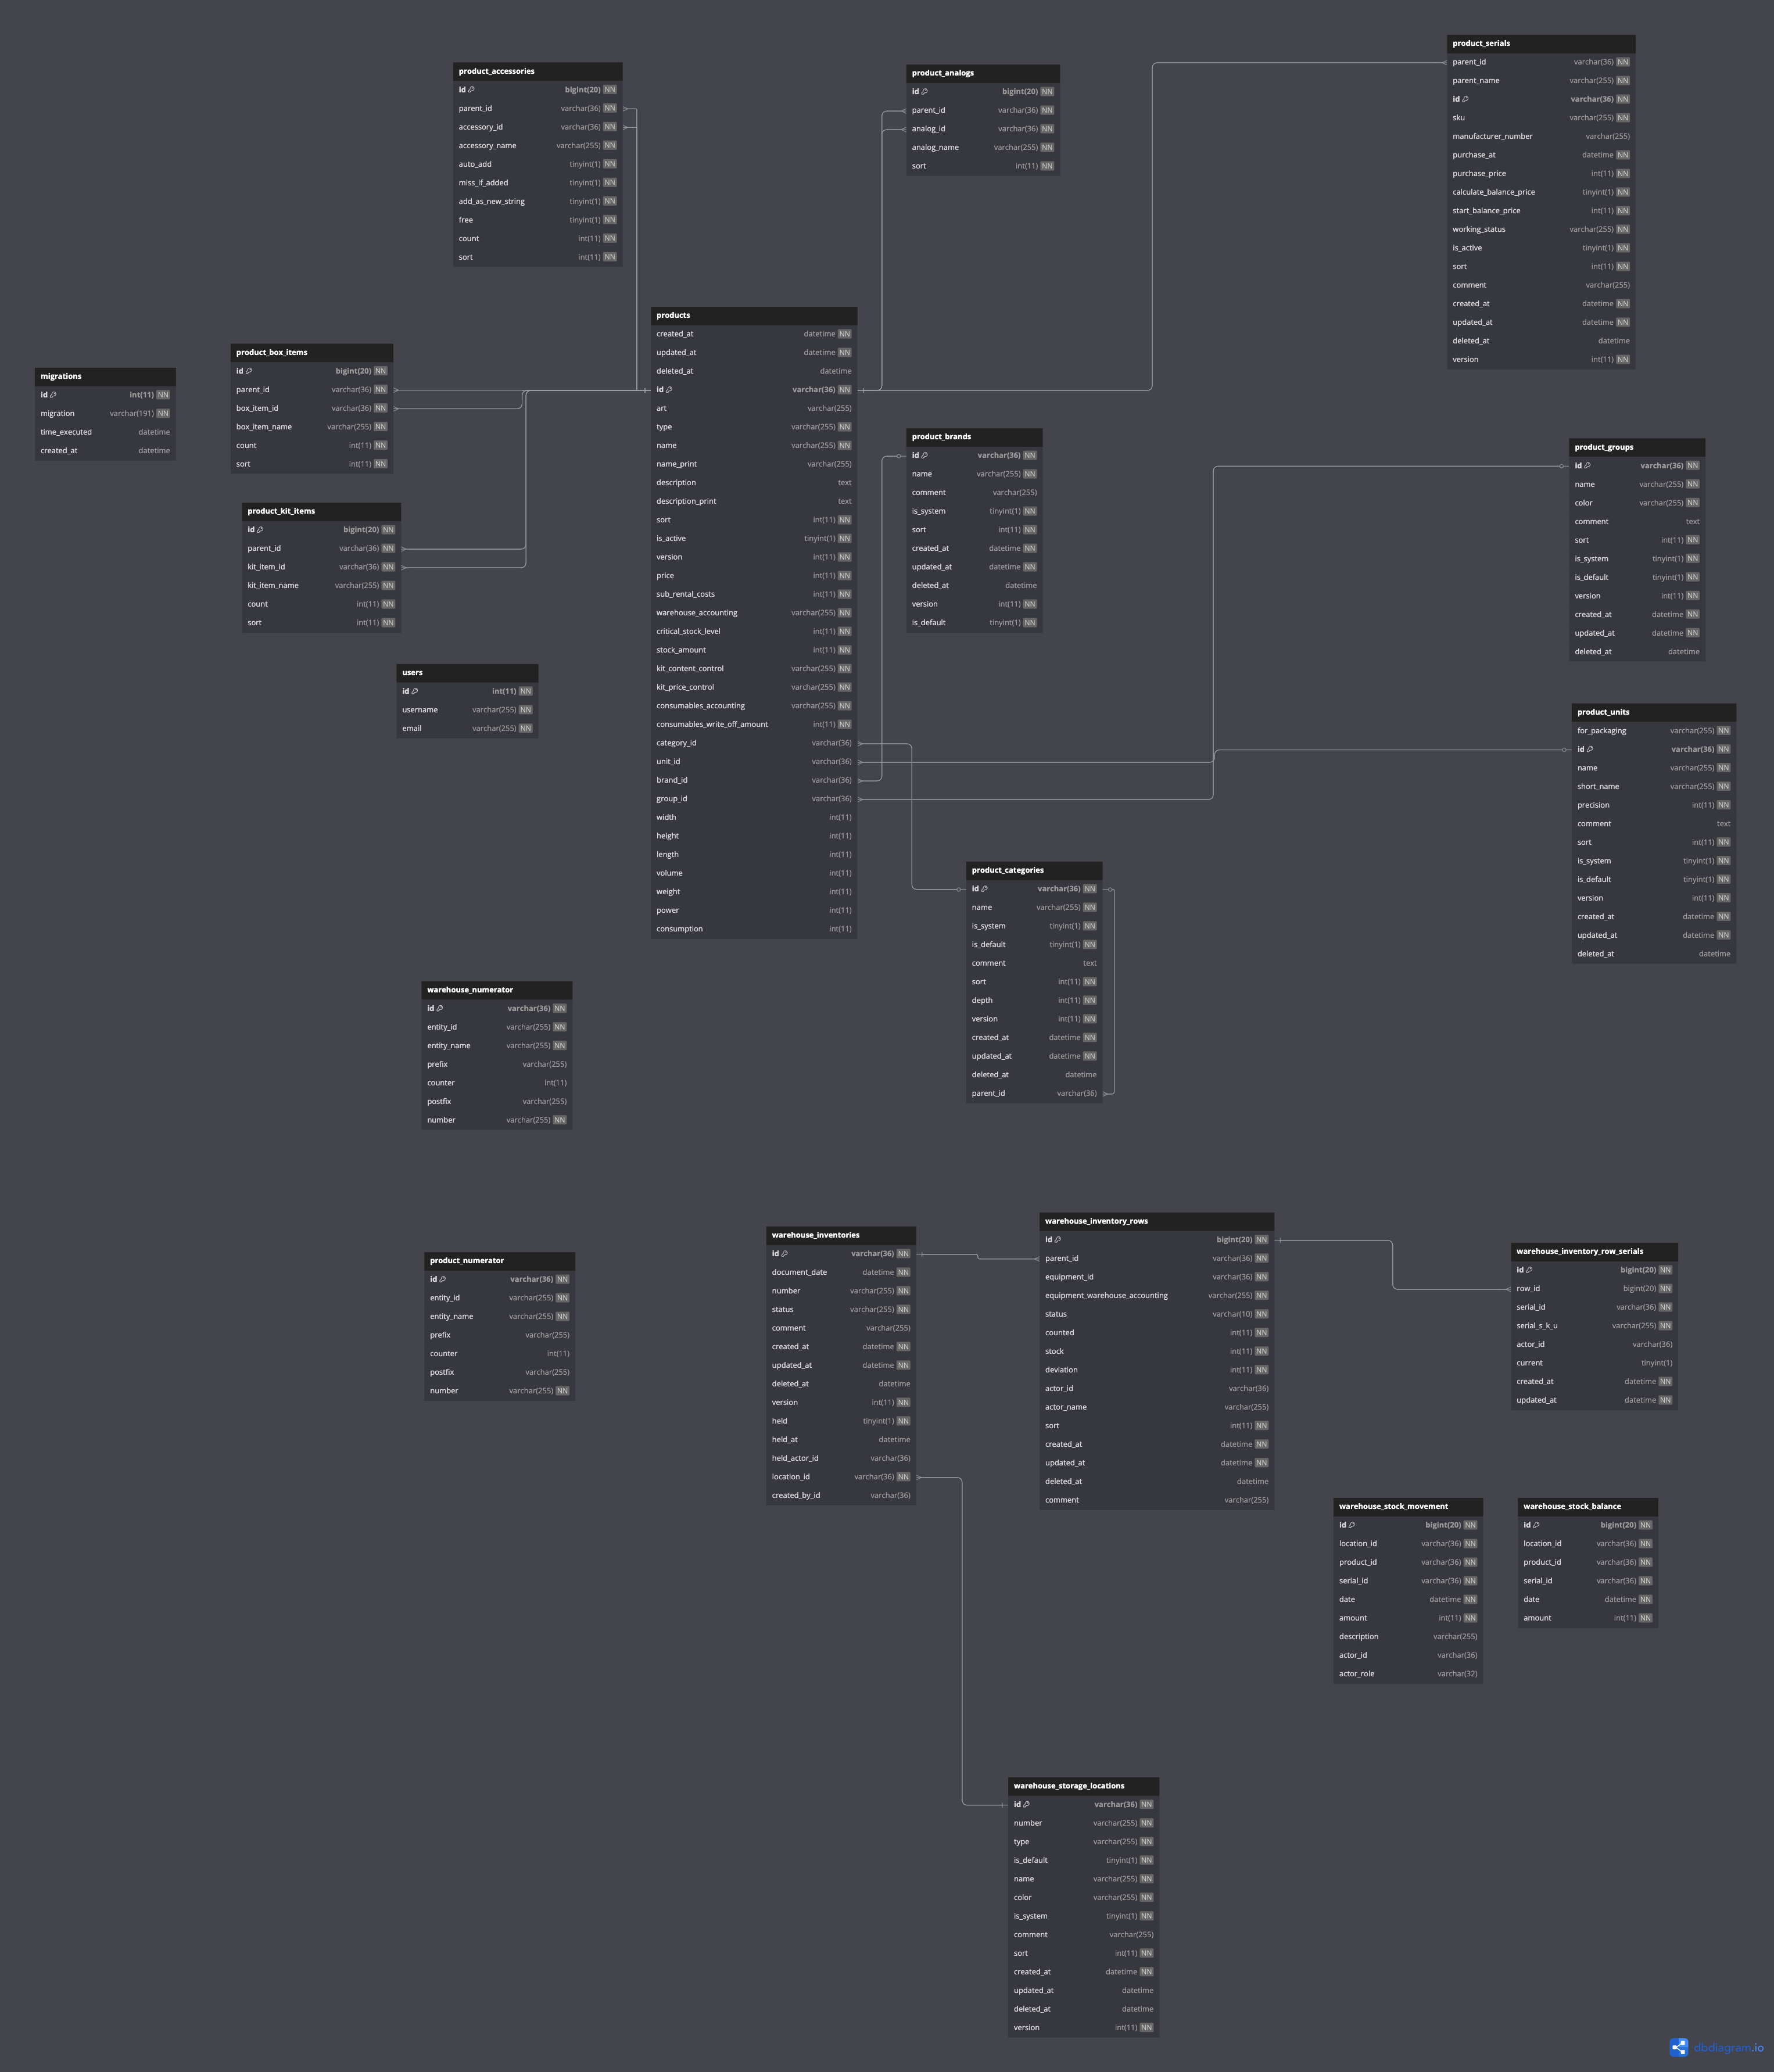 product_accessories
id bigint(20) NN
parent_id varchar(36) NN
accessory_id varchar(36) NN
accessory_name varchar(255) NN
auto_add tinyint(1) NN
miss_if_added tinyint(1) NN
add_as_new_string tinyint(1) NN
free tinyint(1) NN
count int(11) NN
sort int(11) NN
product_analogs
id bigint(20) NN
parent_id varchar(36) NN
analog_id varchar(36) NN
analog_name varchar(255) NN
sort int(11) NN
product_serials
parent_id varchar(36) NN
parent_name varchar(255) NN
id varchar(36) NN
sku varchar(255) NN
manufacturer_number varchar(255)
purchase_at datetime NN
purchase_price int(11) NN
calculate_balance_price tinyint(1) NN
start_balance_price int(11) NN
working_status varchar(255) NN
is_active tinyint(1) NN
sort int(11) NN
comment varchar(255)
created_at datetime NN
updated_at datetime NN
deleted_at datetime
version int(11) NN
products
created_at datetime NN
updated_at datetime NN
deleted_at datetime
id varchar(36) NN
art varchar(255)
type varchar(255) NN
name varchar(255) NN
name_print varchar(255)
description text
description_print text
sort int(11) NN
is_active tinyint(1) NN
version int(11) NN
price int(11) NN
sub_rental_costs int(11) NN
warehouse_accounting varchar(255) NN
critical_stock_level int(11) NN
stock_amount int(11) NN
kit_content_control varchar(255) NN
kit_price_control varchar(255) NN
consumables_accounting varchar(255) NN
consumables_write_off_amount int(11) NN
category_id varchar(36)
unit_id varchar(36)
brand_id varchar(36)
group_id varchar(36)
width int(11)
height int(11)
length int(11)
volume int(11)
weight int(11)
power int(11)
consumption int(11)
product_box_items
id bigint(20) NN
parent_id varchar(36) NN
box_item_id varchar(36) NN
box_item_name varchar(255) NN
count int(11) NN
sort int(11) NN
migrations
id int(11) NN
migration varchar(191) NN
time_executed datetime
created_at datetime
product_brands
id varchar(36) NN
name varchar(255) NN
comment varchar(255)
is_system tinyint(1) NN
sort int(11) NN
created_at datetime NN
updated_at datetime NN
deleted_at datetime
version int(11) NN
is_default tinyint(1) NN
product_groups
id varchar(36) NN
name varchar(255) NN
color varchar(255) NN
comment text
sort int(11) NN
is_system tinyint(1) NN
is_default tinyint(1) NN
version int(11) NN
created_at datetime NN
updated_at datetime NN
deleted_at datetime
product_kit_items
id bigint(20) NN
parent_id varchar(36) NN
kit_item_id varchar(36) NN
kit_item_name varchar(255) NN
count int(11) NN
sort int(11) NN
users
id int(11) NN
username varchar(255) NN
email varchar(255) NN
product_units
for_packaging varchar(255) NN
id varchar(36) NN
name varchar(255) NN
short_name varchar(255) NN
precision int(11) NN
comment text
sort int(11) NN
is_system tinyint(1) NN
is_default tinyint(1) NN
version int(11) NN
created_at datetime NN
updated_at datetime NN
deleted_at datetime
product_categories
id varchar(36) NN
name varchar(255) NN
is_system tinyint(1) NN
is_default tinyint(1) NN
comment text
sort int(11) NN
depth int(11) NN
version int(11) NN
created_at datetime NN
updated_at datetime NN
deleted_at datetime
parent_id varchar(36)
warehouse_numerator
id varchar(36) NN
entity_id varchar(255) NN
entity_name varchar(255) NN
prefix varchar(255)
counter int(11)
postfix varchar(255)
number varchar(255) NN
product_numerator
id varchar(36) NN
entity_id varchar(255) NN
entity_name varchar(255) NN
prefix varchar(255)
counter int(11)
postfix varchar(255)
number varchar(255) NN
warehouse_inventories
id varchar(36) NN
document_date datetime NN
number varchar(255) NN
status varchar(255) NN
comment varchar(255)
created_at datetime NN
updated_at datetime NN
deleted_at datetime
version int(11) NN
held tinyint(1) NN
held_at datetime
held_actor_id varchar(36)
location_id varchar(36) NN
created_by_id varchar(36)
warehouse_inventory_rows
id bigint(20) NN
parent_id varchar(36) NN
equipment_id varchar(36) NN
equipment_warehouse_accounting varchar(255) NN
status varchar(10) NN
counted int(11) NN
stock int(11) NN
deviation int(11) NN
actor_id varchar(36)
actor_name varchar(255)
sort int(11) NN
created_at datetime NN
updated_at datetime NN
deleted_at datetime
comment varchar(255)
warehouse_inventory_row_serials
id bigint(20) NN
row_id bigint(20) NN
serial_id varchar(36) NN
serial_s_k_u varchar(255) NN
actor_id varchar(36)
current tinyint(1)
created_at datetime NN
updated_at datetime NN
warehouse_stock_movement
id bigint(20) NN
location_id varchar(36) NN
product_id varchar(36) NN
serial_id varchar(36) NN
date datetime NN
amount int(11) NN
description varchar(255)
actor_id varchar(36)
actor_role varchar(32)
warehouse_stock_balance
id bigint(20) NN
location_id varchar(36) NN
product_id varchar(36) NN
serial_id varchar(36) NN
date datetime NN
amount int(11) NN
warehouse_storage_locations
id varchar(36) NN
number varchar(255) NN
type varchar(255) NN
is_default tinyint(1) NN
name varchar(255) NN
color varchar(255) NN
is_system tinyint(1) NN
comment varchar(255)
sort int(11) NN
created_at datetime NN
updated_at datetime
deleted_at datetime
version int(11) NN
dbdiagram.io